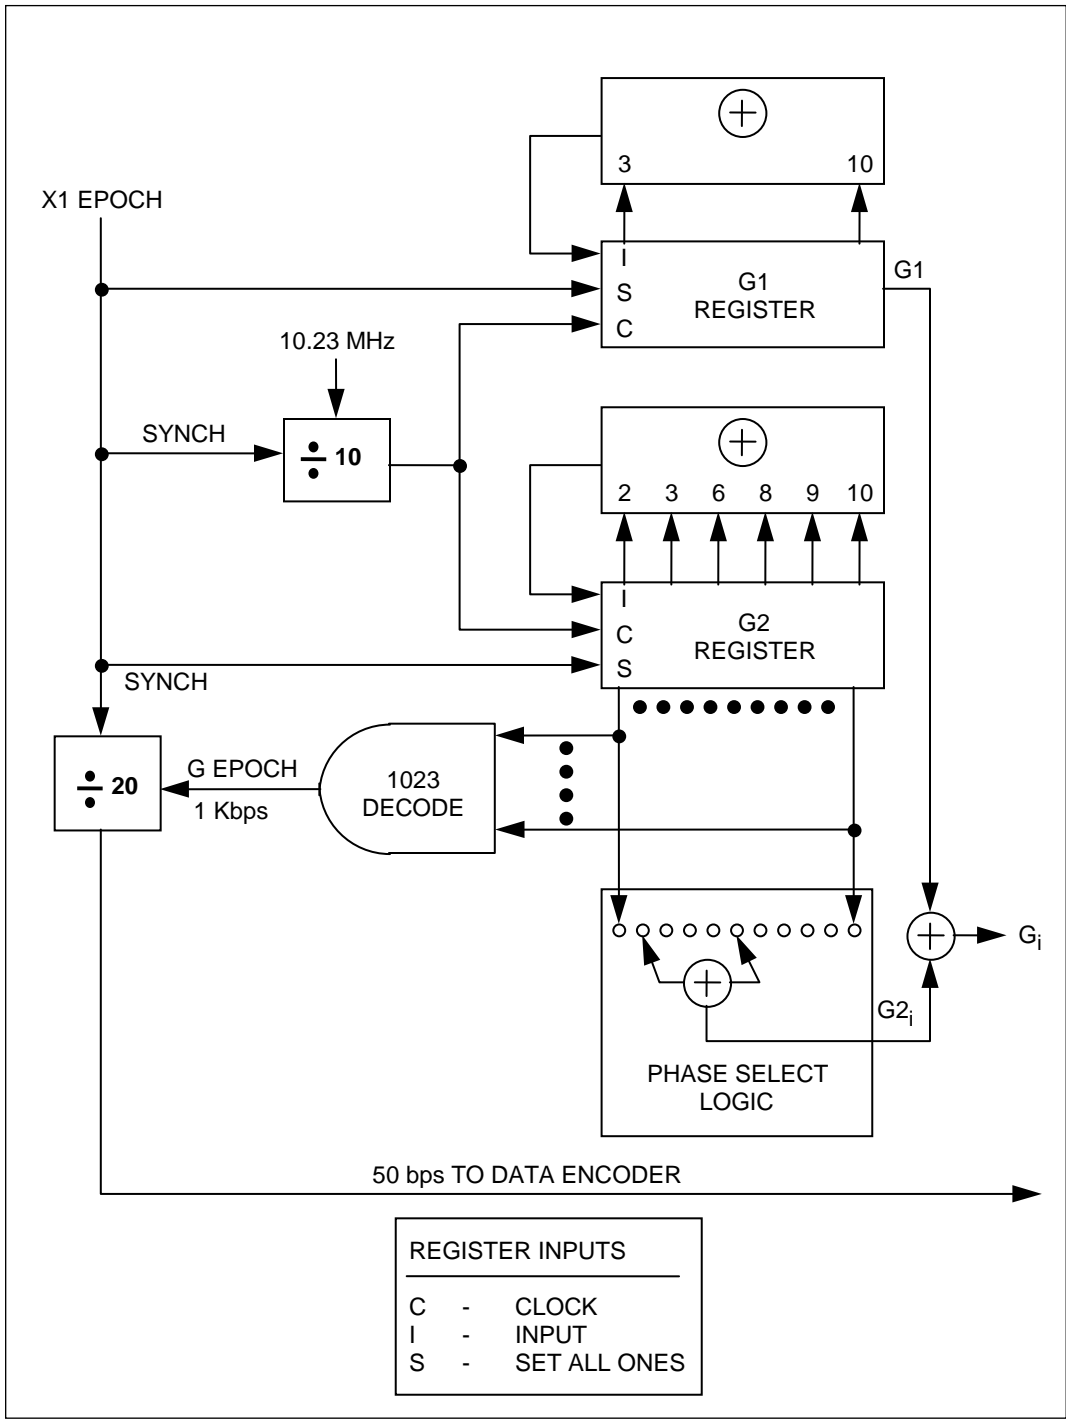 3 10
X1 EPOCH
I
G1
S
G1
REGISTER
C
10.23 MHz
SYNCH
÷ 10
2 3 6 8 9 10
I
G2
C
REGISTER
S
SYNCH
G EPOCH
1023
÷ 20
DECODE
1 Kbps
Gi
G2i
PHASE SELECT
LOGIC
50 bps TO DATA ENCODER
REGISTER INPUTS
C - CLOCK
I - INPUT
S - SET ALL ONES